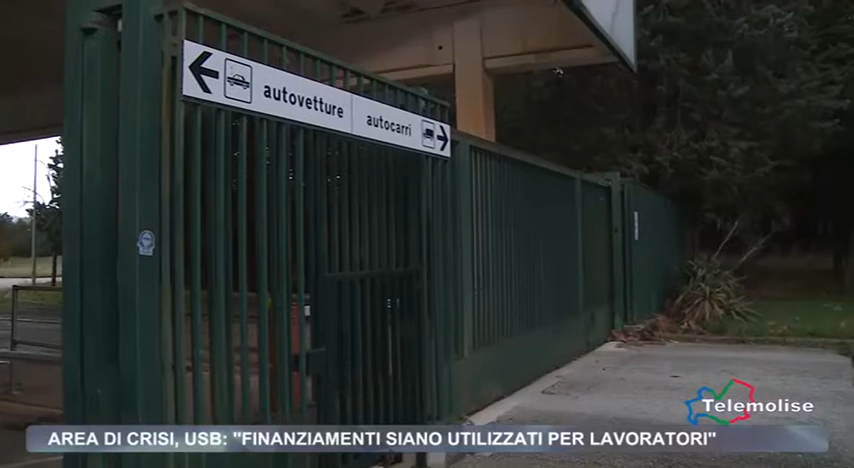 autovetture
autocarri
Telemolise
AREA DI CRISI, USB: "FINANZIAMENTI SIANO UTILIZZATI PER LAVORATORI"